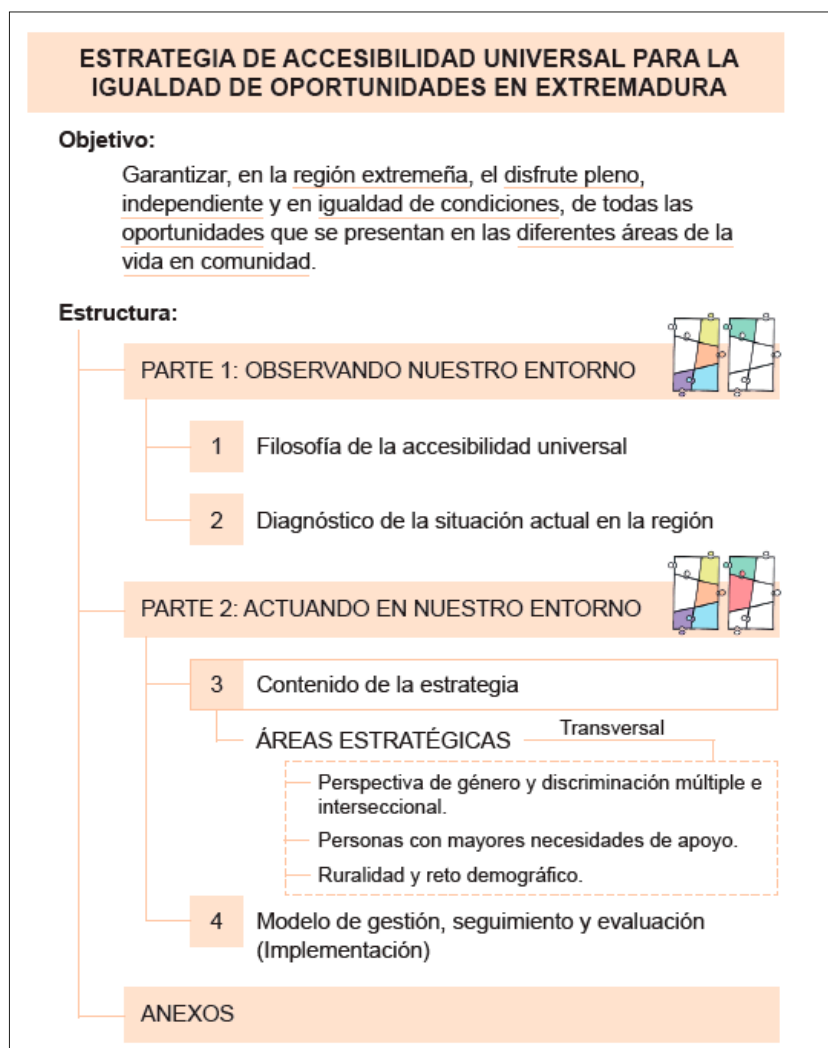 ESTRATEGIA DE ACCESIBILIDAD UNIVERSAL PARA LA
IGUALDAD DE OPORTUNIDADES EN EXTREMADURA
Objetivo:
Garantizar, en la región extremeña, el disfrute pleno,
independiente y en igualdad de condiciones, de todas las
oportunidades que se presentan en las diferentes áreas de la
vida en comunidad.
Estructura:
PARTE 1: OBSERVANDO NUESTRO ENTORNO
1 Filosofía de la accesibilidad universal
2 Diagnóstico de la situación actual en la región
PARTE 2: ACTUANDO EN NUESTRO ENTORNO
3 Contenido de la estrategia
ÁREAS ESTRATÉGICAS Transversal
Perspectiva de género y discriminación múltiple e
interseccional.
Personas con mayores necesidades de apoyo.
Ruralidad y reto demográfico.
4 Modelo de gestión, seguimiento y evaluación
(Implementación)
ANEXOS